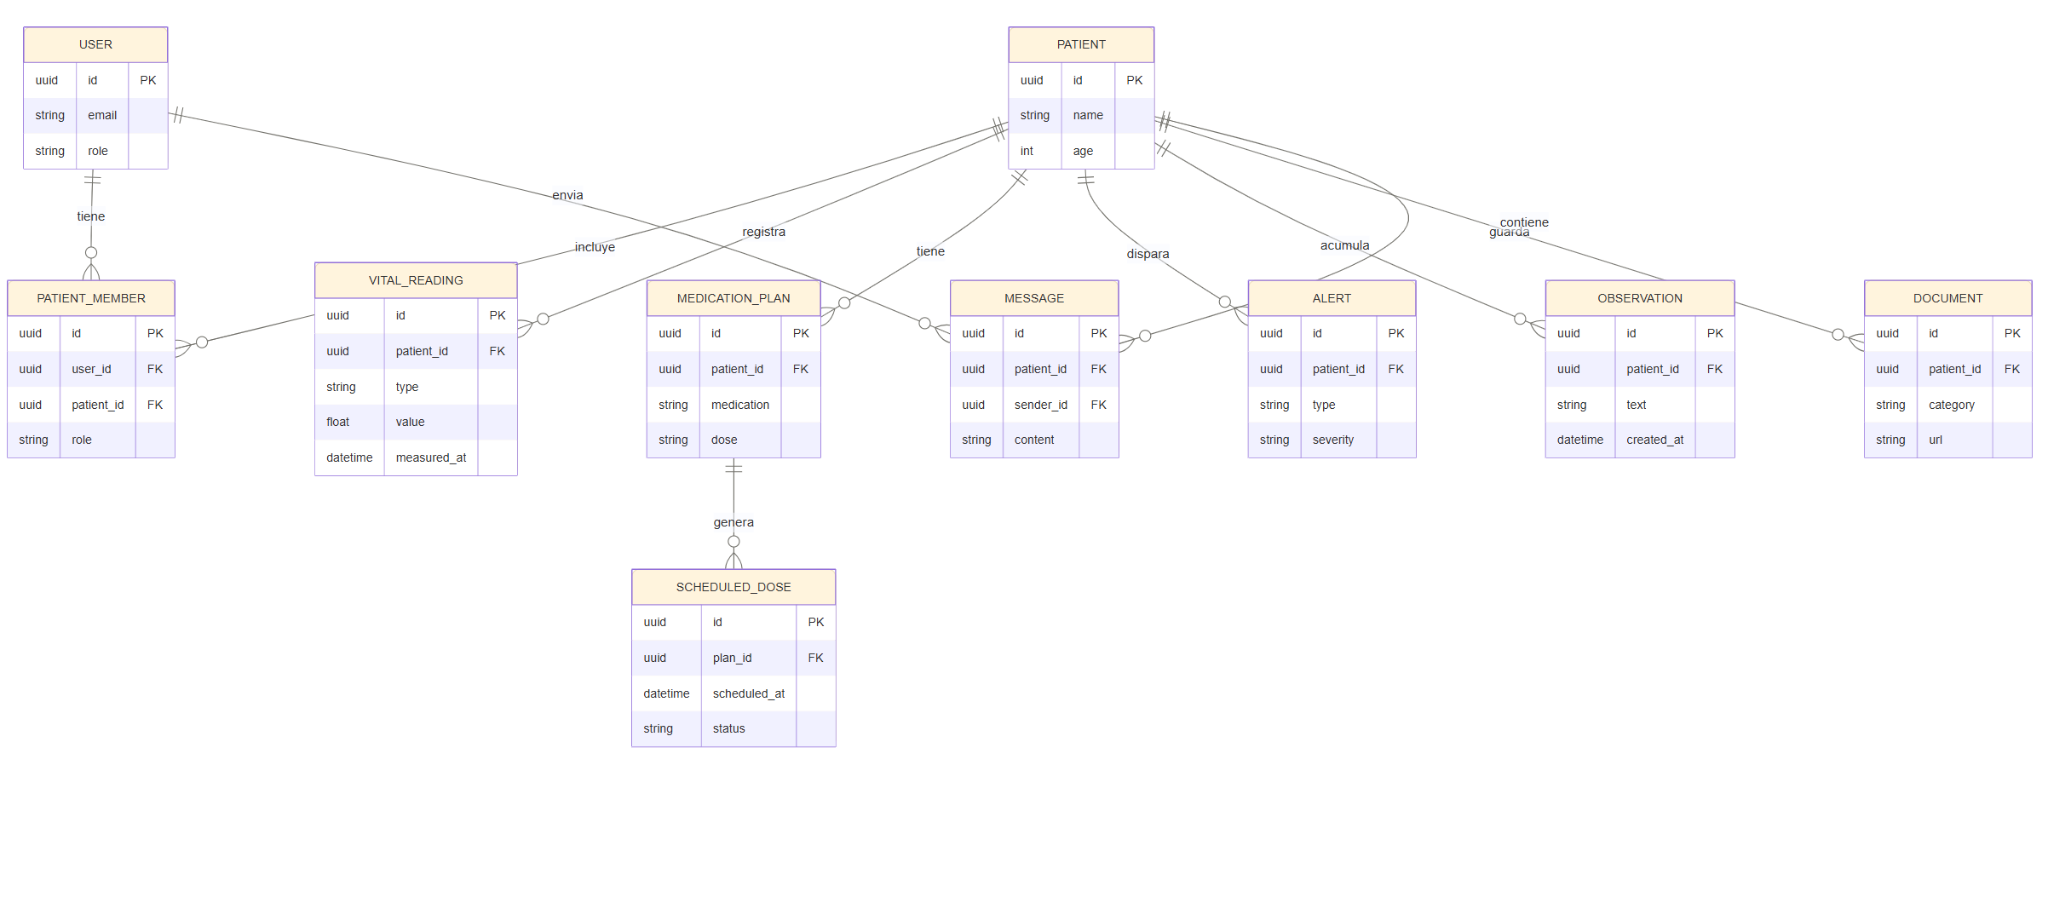 USER
uuid id PK
string email
string role
PATIENT
uuid id PK
string name
int age
envia
tiene
incluye
registra
tiene
dispara
acumula
contiene
guarda
PATIENT_MEMBER
uuid id PK
uuid user_id FK
uuid patient_id FK
string role
VITAL_READING
uuid id PK
uuid patient_id FK
string type
float value
datetime measured_at
MEDICATION_PLAN
uuid id PK
uuid patient_id FK
string medication
string dose
MESSAGE
uuid id PK
uuid patient_id FK
uuid sender_id FK
string content
ALERT
uuid id PK
uuid patient_id FK
string type
string severity
OBSERVATION
uuid id PK
uuid patient_id FK
string text
datetime created_at
DOCUMENT
uuid id PK
uuid patient_id FK
string category
string url
genera
SCHEDULED_DOSE
uuid id PK
uuid plan_id FK
datetime scheduled_at
string status